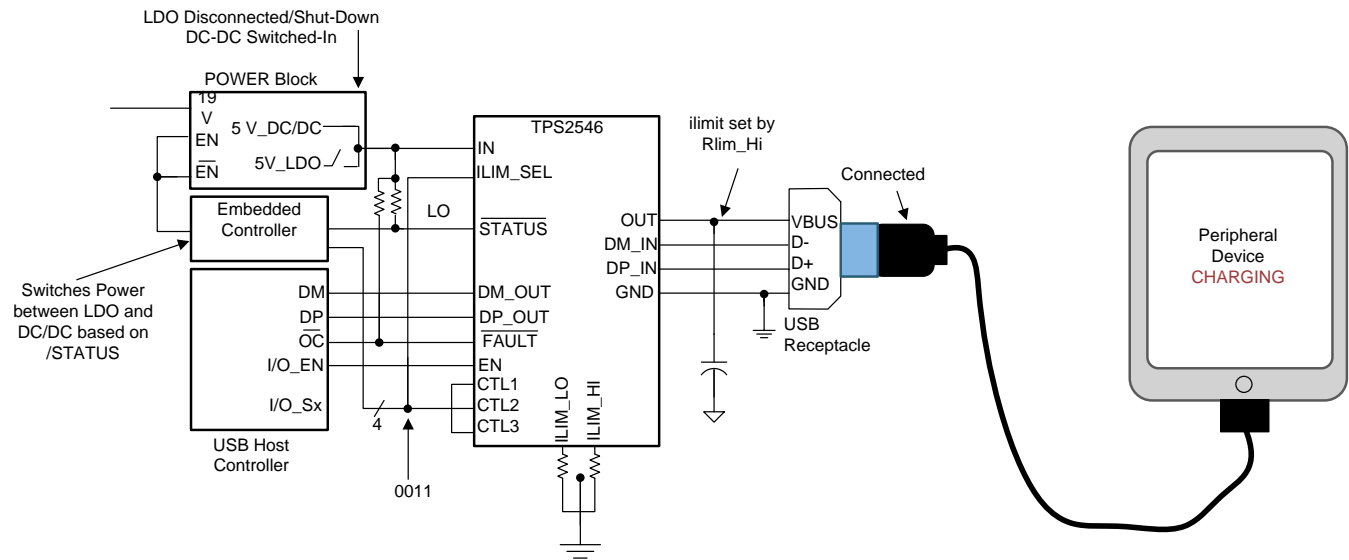 LDO Disconnected/Shut-Down
DC-DC Switched-In
POWER Block
19
V
EN
EN
5 V_DC/DC
5V_LDO
Embedded
Controller
Switches Power
between LDO and
DC/DC based on
/STATUS
DM
DP
OC
I/O_EN
I/O_Sx
USB Host
Controller
4
0011
LO
TPS2546
IN
ILIM_SEL
STATUS
DM_OUT
DP_OUT
FAULT
EN
CTL1
CTL2
CTL3
ILIM_LO
ILIM_HI
OUT
DM_IN
DP_IN
GND
ilimit set by
Rlim_Hi
VBUS
D-
D+
GND
USB
Receptacle
Connected
Peripheral
Device
CHARGING